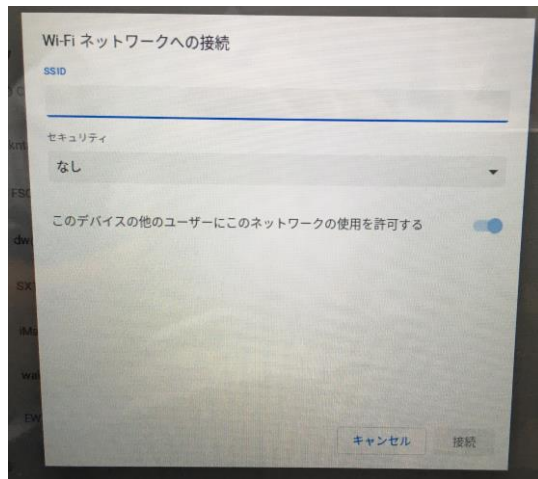 Wi-Fi ネットワークへの接続
SSID
セキュリティ
なし
このデバイスの他のユーザーにこのネットワークの使用を許可する
キャンセル
接続